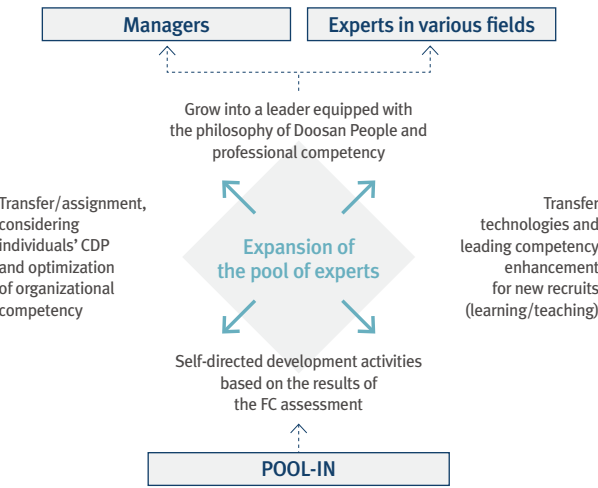 Managers
Experts in various fields
Grow into a leader equipped with
the philosophy of Doosan People and
professional competency
Transfer/assignment,
considering
individuals’ CDP
and optimization
of organizational
competency
Expansion of
the pool of experts
Transfer
technologies and
leading competency
enhancement
for new recruits
(learning/teaching)
Self-directed development activities
based on the results of
the FC assessment
POOL-IN